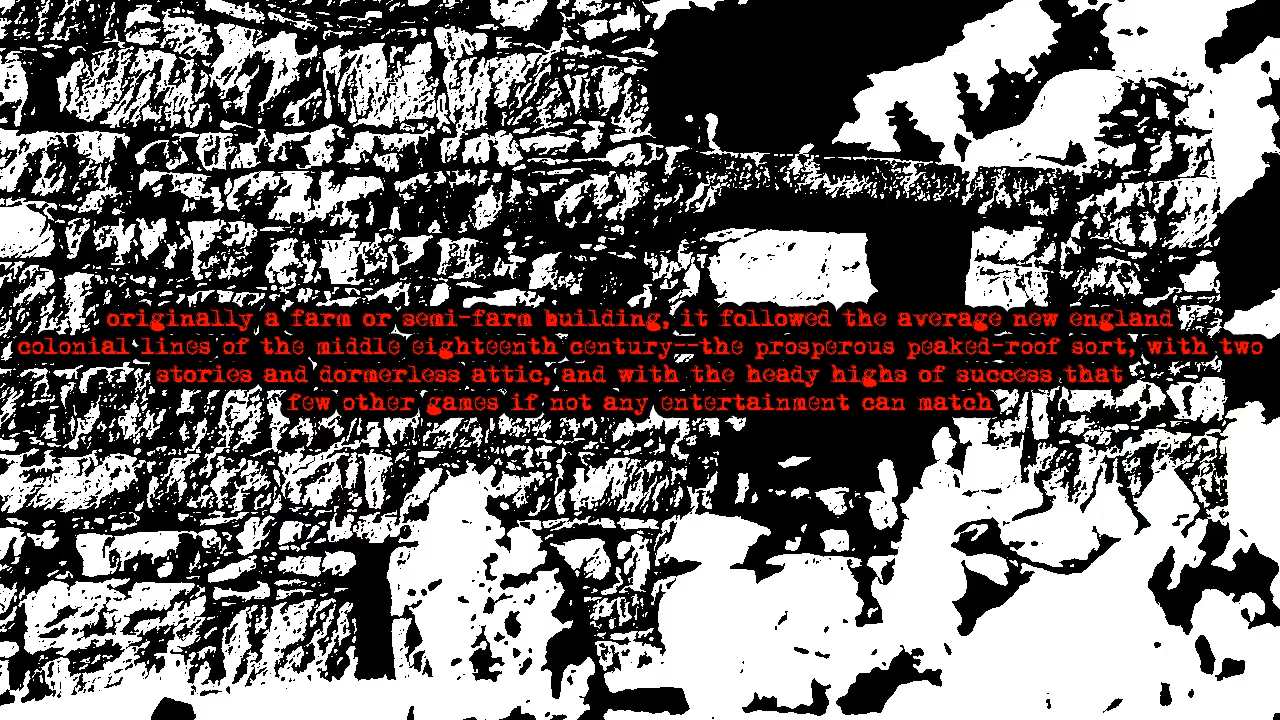 originally a farm or semi-farm building, it followed the average new england
colonial lines of the middle eighteenth century--the prosperous peaked-roof sort, with two
stories and dormerless attic, and with the heady highs of success that
few other games if not any entertainment can match